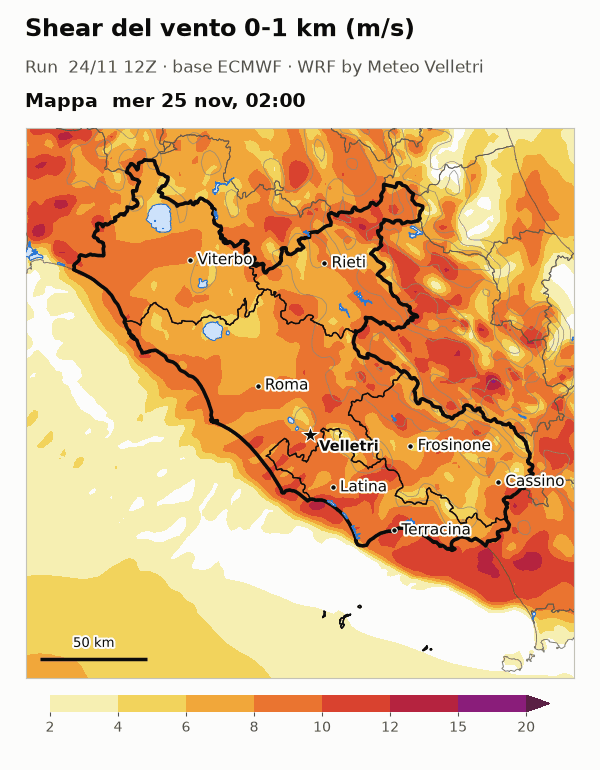 Shear del vento 0-1 km (m/s)
Run  24/11 12Z · base ECMWF · WRF by Meteo Velletri
Mappa  mer 25 nov, 02:00
Viterbo
Rieti
Roma
Velletri
Frosinone
Cassino
Latina
Terracina
50 km
2 4 6 8 10 12 15 20